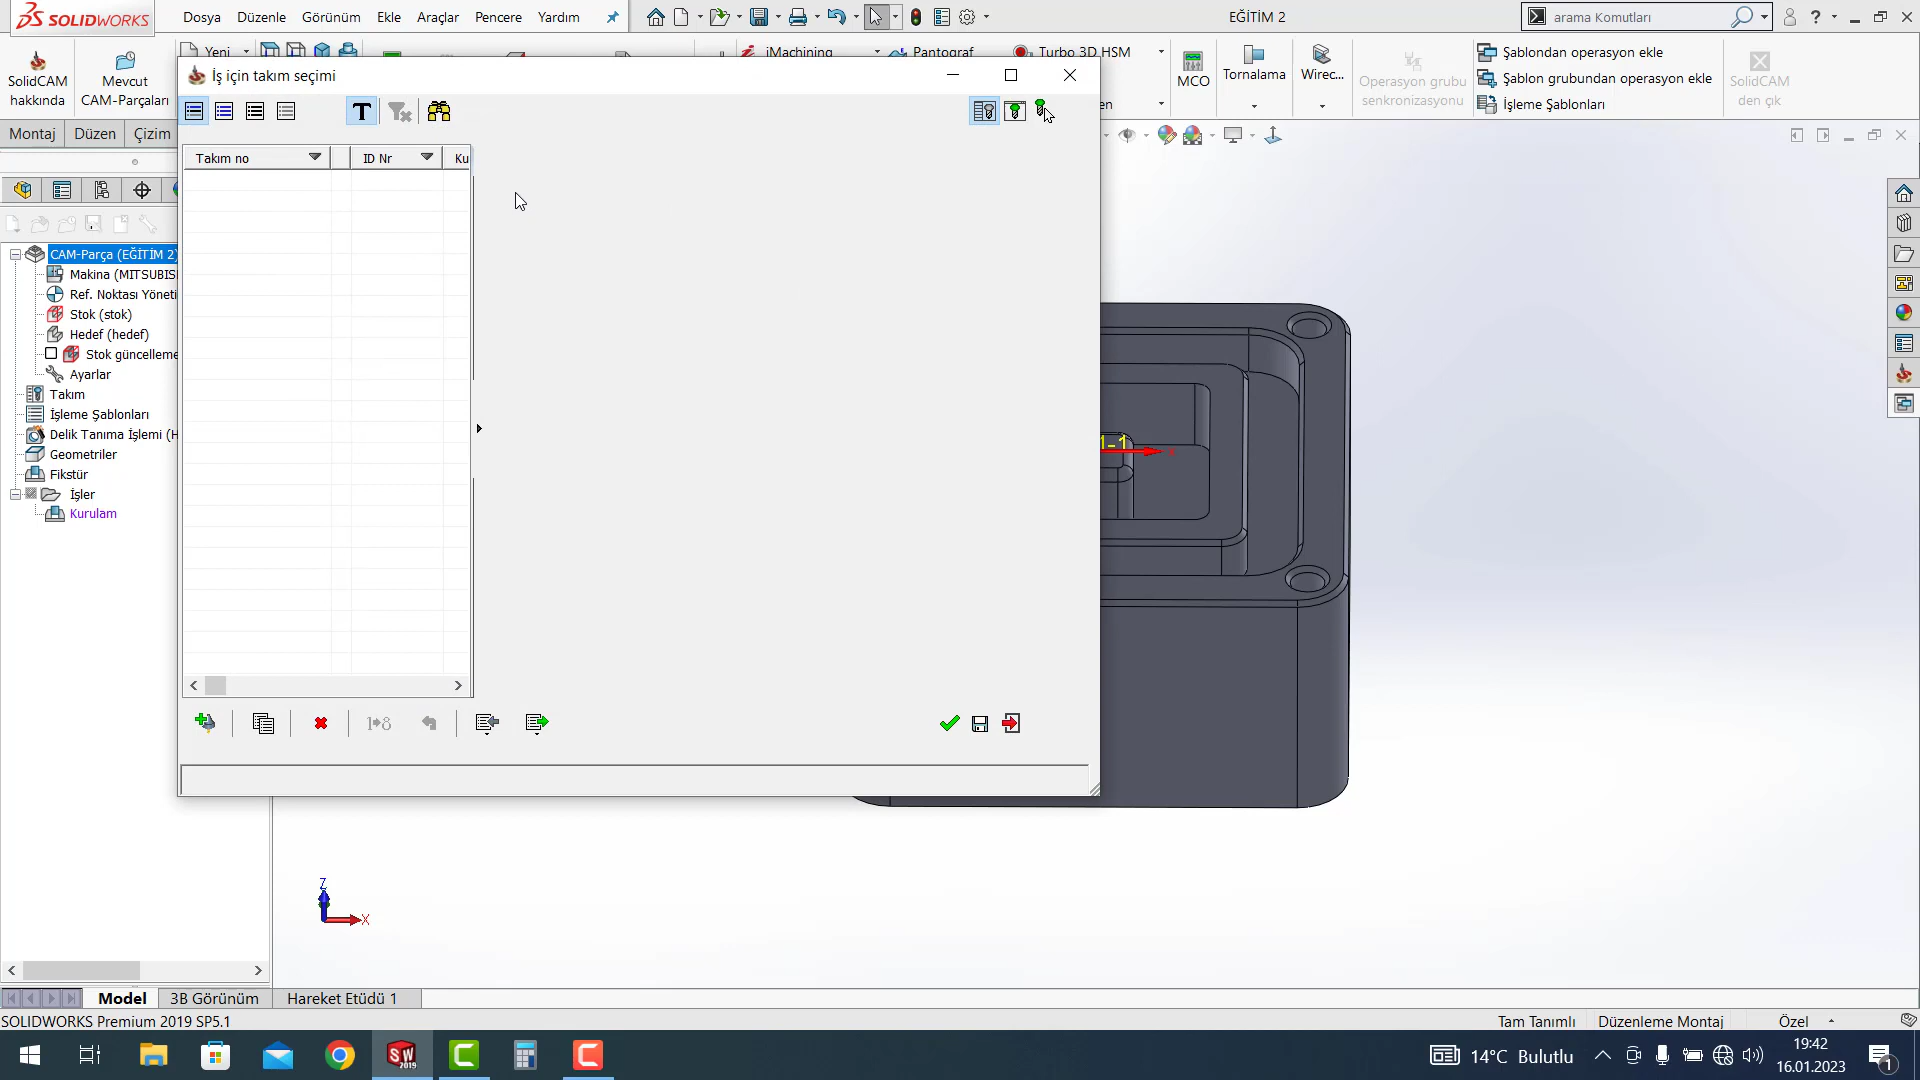 SOLIDWORKS
Dosya
Düzenle
Görünüm
Ekle
Araçlar
Pencere
Yardım
EĞİTİM 2
arama Komutları
SolidCAM
hakkında
Mevcut
CAM-Parçaları
Yeni
iMachining
Pantograf
Turbo 3D HSM
MCO
Tornalama
Wirec...
Operasyon grubu
senkronizasyonu
Şablondan operasyon ekle
Şablon grubundan operasyon ekle
İşleme Şablonları
SolidCAM
den çık
İş için takım seçimi
Montaj
Düzen
Çizim
Takım no
ID Nr
Ku
CAM-Parça (EĞİTİM 2)
Makina (MITSUBIS
Ref. Noktası Yöneti
Stok (stok)
Hedef (hedef)
Stok güncelleme
Ayarlar
Takım
İşleme Şablonları
Delik Tanıma İşlemi (H
Geometriler
Fikstür
İşler
Kurulam
1-1
x
Z
X
Model
3B Görünüm
Hareket Etüdü 1
SOLIDWORKS Premium 2019 SP5.1
Tam Tanımlı
Düzenleme Montaj
Özel
14°C Bulutlu
19:42
16.01.2023
1